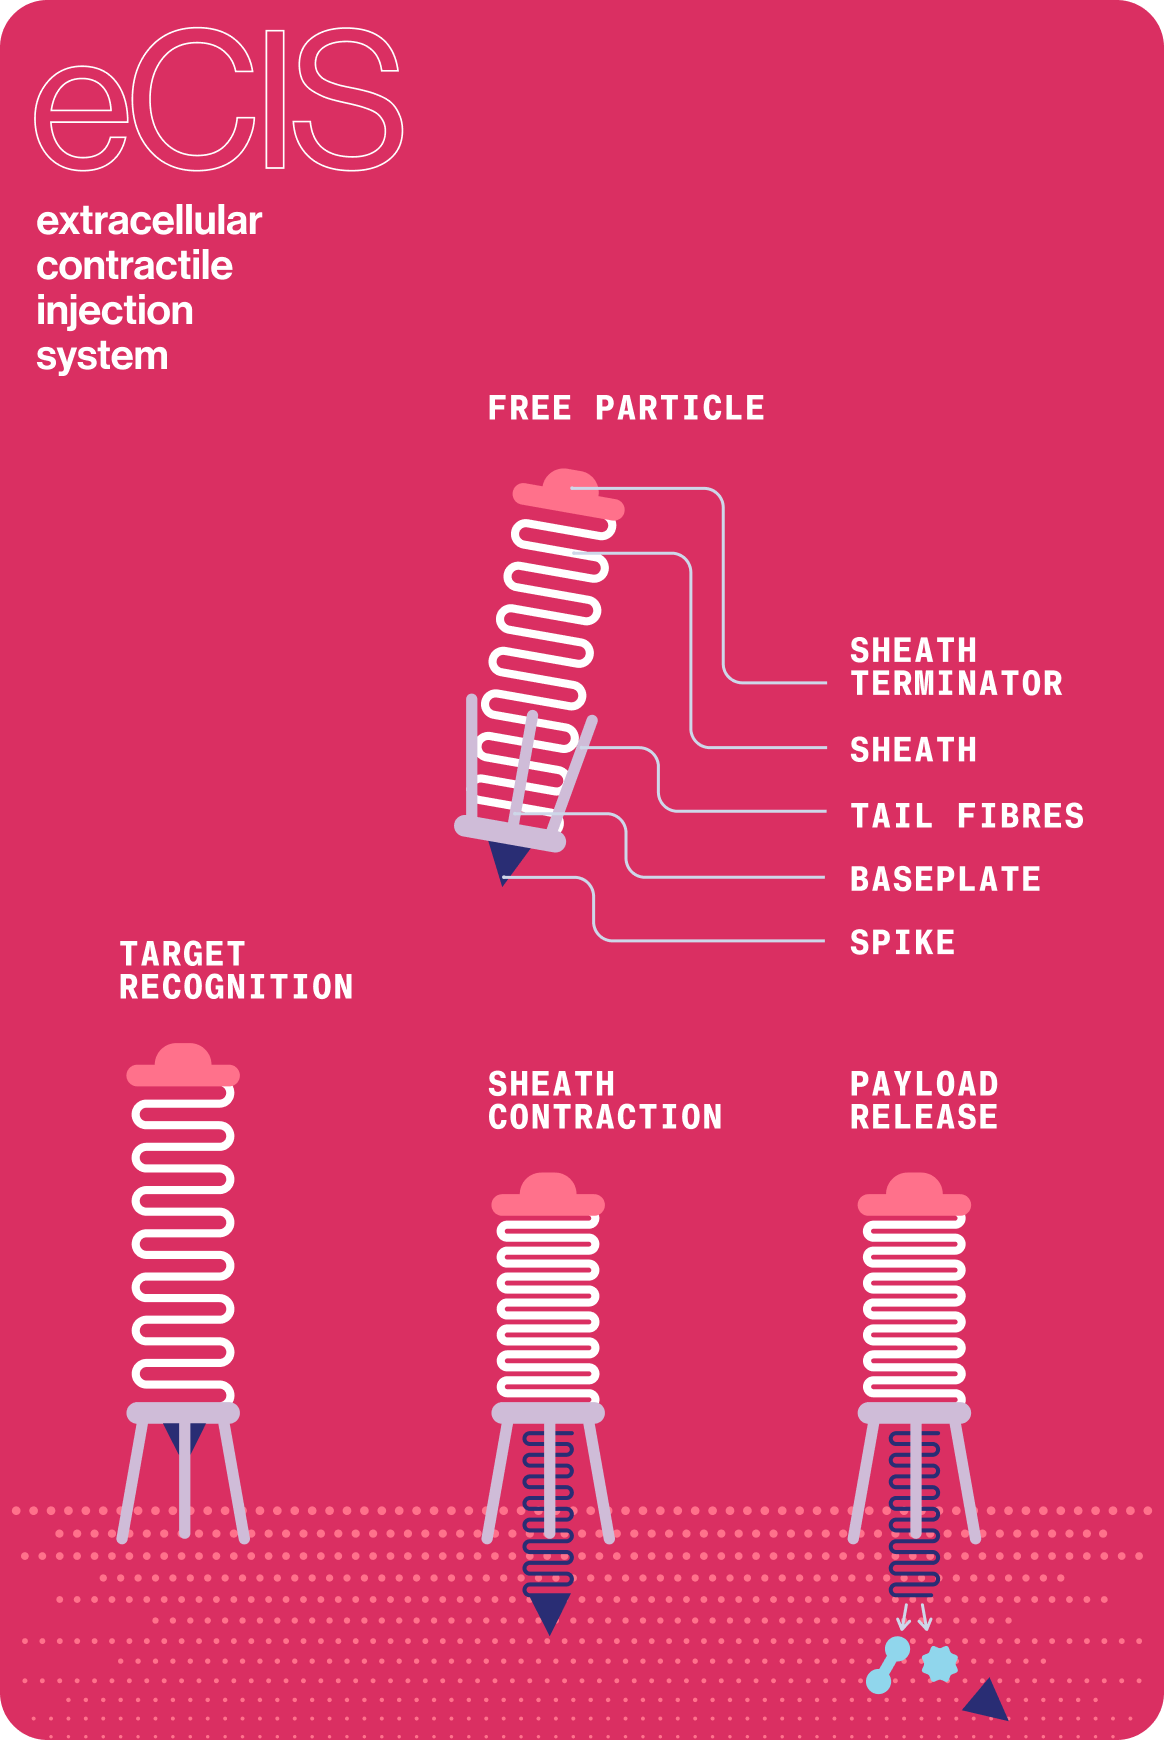 eCIS
extracellular
contractile
injection
system
FREE PARTICLE
SHEATH
TERMINATOR
SHEATH
TAIL FIBRES
BASEPLATE
SPIKE
TARGET
RECOGNITION
SHEATH
CONTRACTION
PAYLOAD
RELEASE